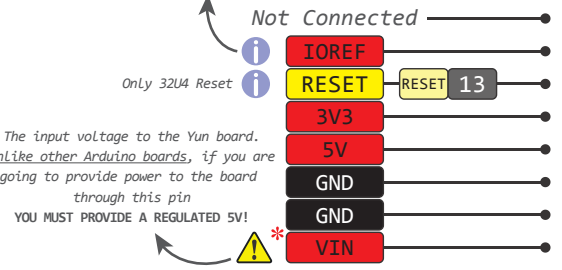 Not Connected
IOREF
Only 32U4 Reset RESET RESET 13
3V3
The input voltage to the Yun board.
nlike other Arduino boards, if you are
going to provide power to the board
through this pin
YOU MUST PROVIDE A REGULATED 5V!
5V
GND
GND
* VIN